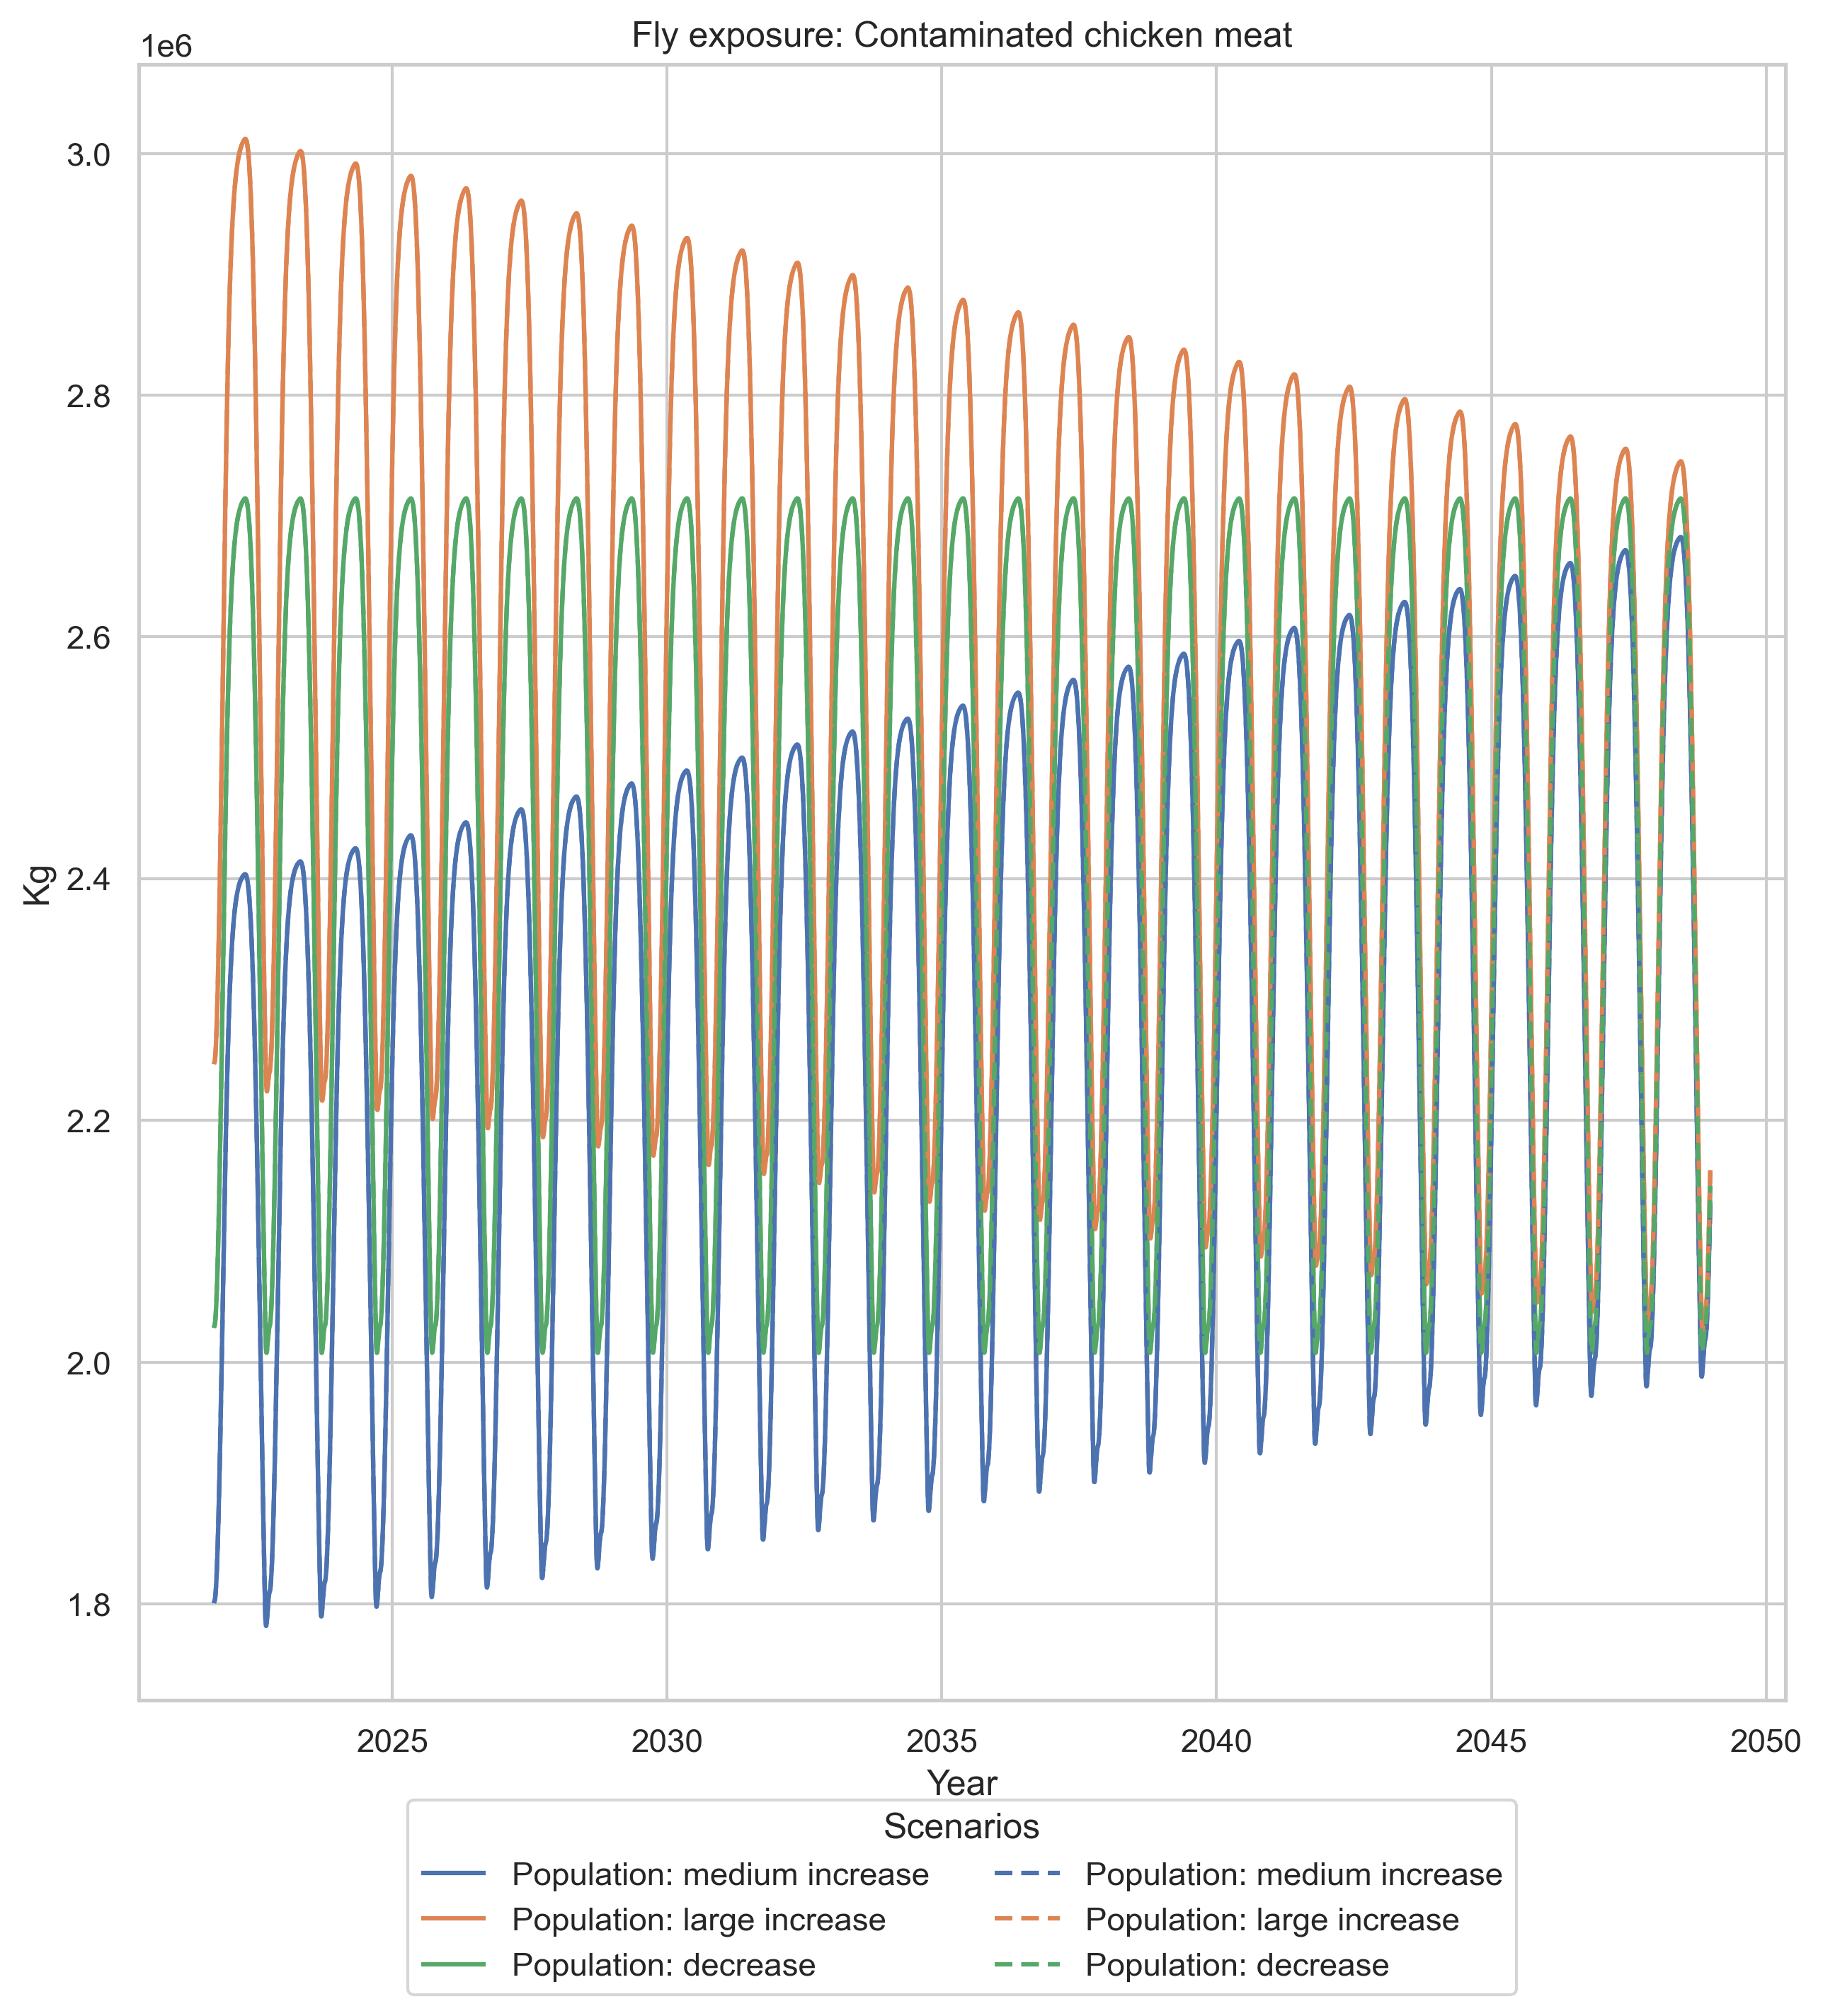 Fly exposure: Contaminated chicken meat
1e6
3.0
2.8
2.6
2.4
2.2
2.0
1.8
Kg
2025 2030 2035 2040 2045 2050
Year
Scenarios
Population: medium increase Population: medium increase
Population: large increase Population: large increase
Population: decrease Population: decrease